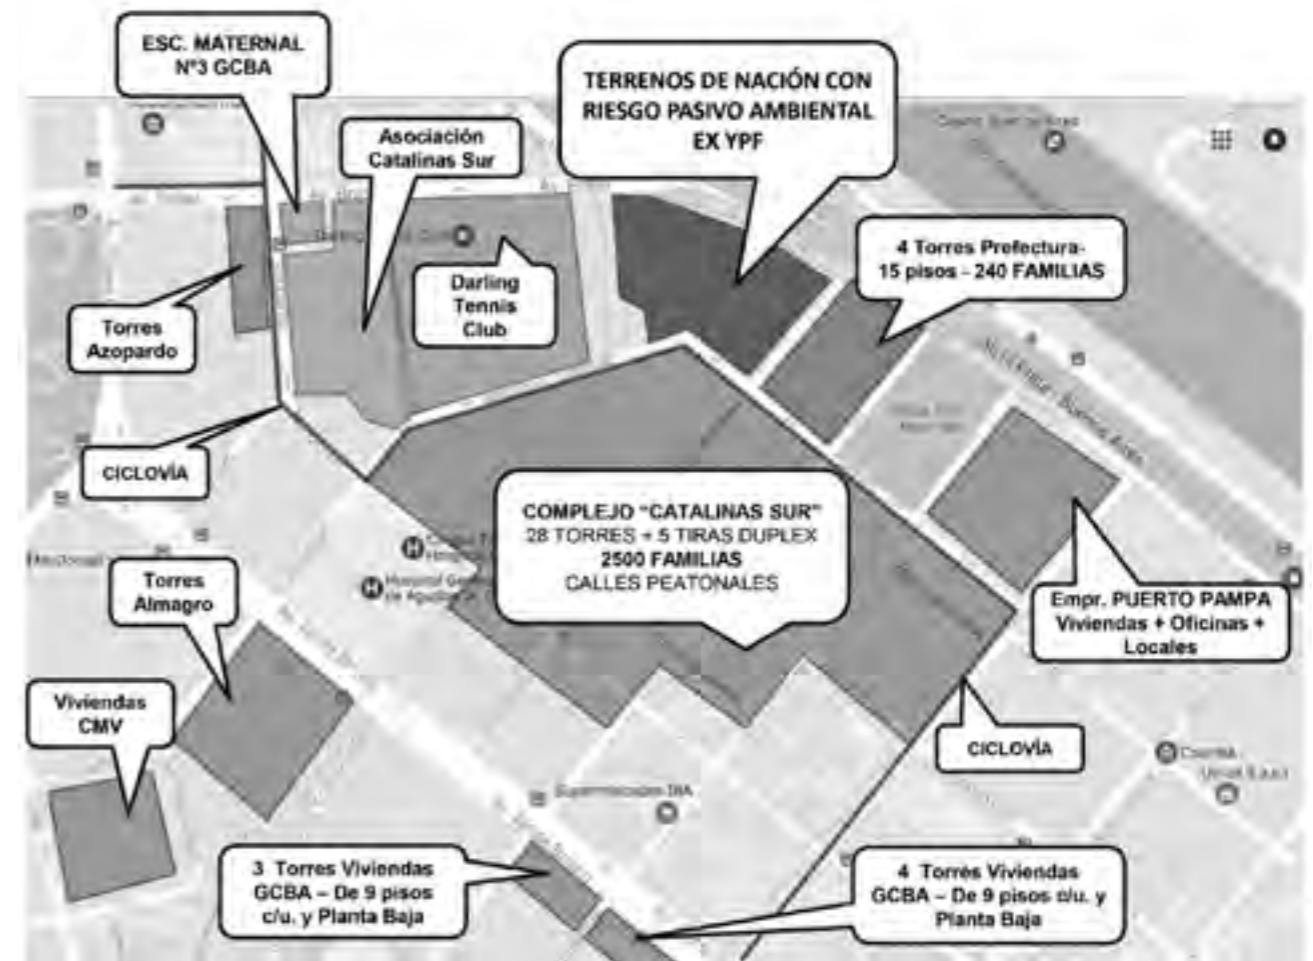 ESC. MATERNAL
Nº3 GCBA
TERRENOS DE NACIÓN CON
RIESGO PASIVO AMBIENTAL
EX YPF
Asociación
Catalinas Sur
4 Torres Prefectura-
15 pisos - 240 FAMILIAS
Darling
Tennis
Club
Torres
Azopardo
CICLOVÍA
COMPLEJO “CATALINAS SUR”
28 TORRES + 5 TIRAS DUPLEX
2500 FAMILIAS
CALLES PEATONALES
Torres
Almagro
Empr. PUERTO PAMPA
Viviendas + Oficinas +
Locales
Viviendas
CMV
CICLOVÍA
Supermercados DIA
3 Torres Viviendas
GCBA – De 9 pisos
c/u. y Planta Baja
4 Torres Viviendas
GCBA – De 9 pisos c/u. y
Planta Baja